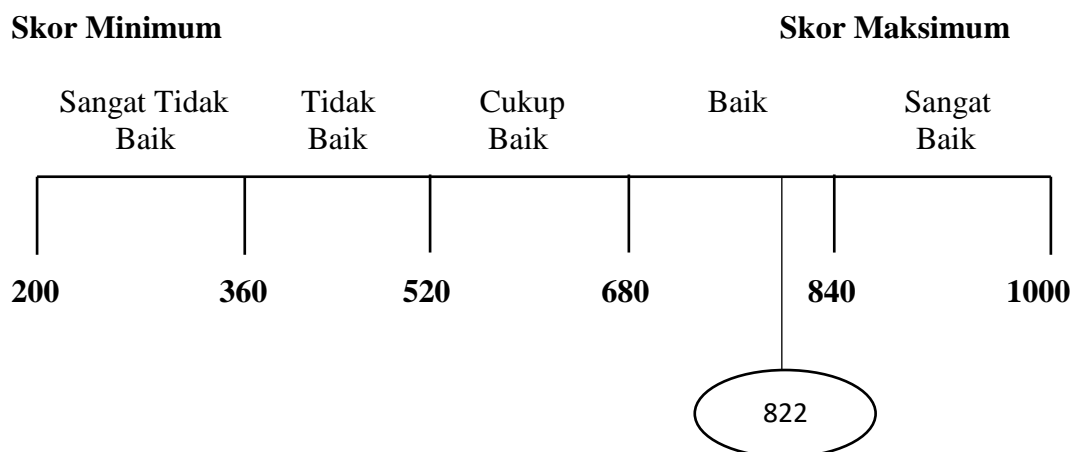 Skor Minimum Skor Maksimum
Sangat Tidak Tidak Cukup Baik Sangat
Baik Baik Baik Baik
200 360 520 680 840 1000
822